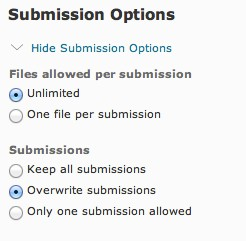 Submission Options
Hide Submission Options
Files allowed per submission
Unlimited
One file per submission
Submissions
Keep all submissions
Overwrite submissions
Only one submission allowed